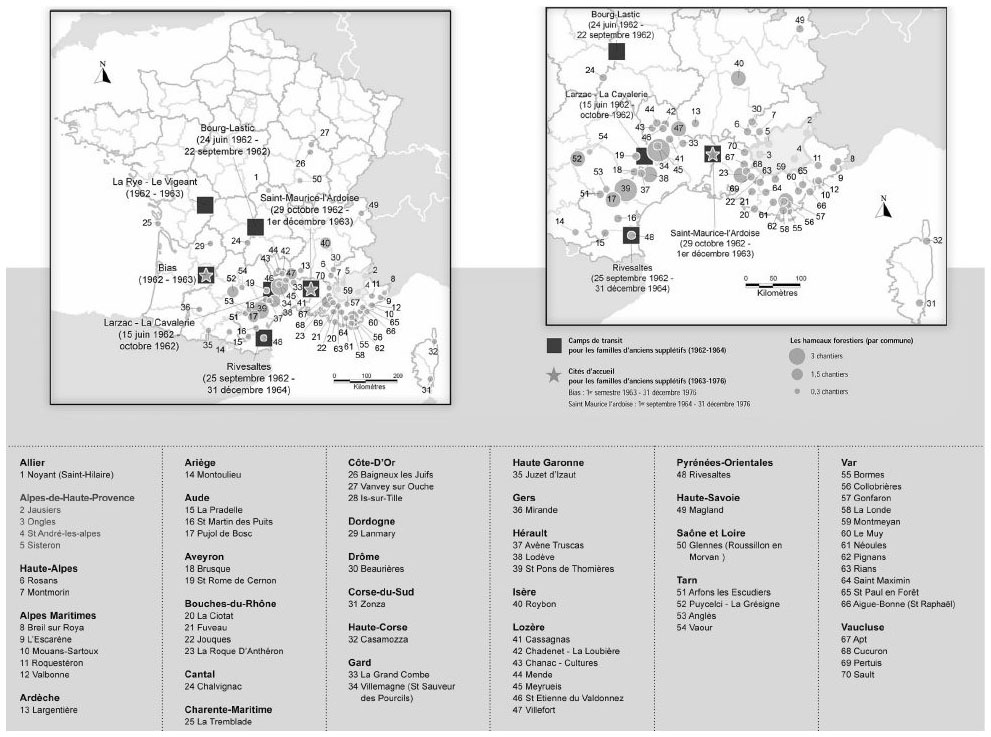 N
Bourg-Lastic
(24 juin 1962 -
22 septembre 1962)
La Rye - Le Vigeant
(1962 - 1963)
Saint-Maurice-l'Ardoise
(29 octobre 1962 -
1er décembre 1963)
Bias
(1962 - 1963)
Larzac - La Cavalerie
(15 juin 1962 -
octobre 1962)
Rivesaltes
(25 septembre 1962 -
31 décembre 1964)
0 100 200
Kilomètres
Bourg-Lastic
(24 juin 1962 -
22 septembre 1962)
Larzac - La Cavalerie
(15 juin 1962 -
octobre 1962)
N
Saint-Maurice-l'Ardoise
(29 octobre 1962 -
1er décembre 1963)
Rivesaltes
(25 septembre 1962 -
31 décembre 1964)
0 50 100
Kilomètres
Camps de transit
pour les familles d'anciens supplétifs (1962-1964)
Cités d'accueil
pour les familles d'anciens supplétifs (1963-1976)
Bias : 1er semestre 1963 - 31 décembre 1976
Saint Maurice l'ardoise : 1er septembre 1964 - 31 décembre 1976
Les hameaux forestiers (par commune)
3 chantiers
1,5 chantiers
0,3 chantiers
Allier
1 Noyant (Saint-Hilaire)
Alpes-de-Haute-Provence
2 Jausiers
3 Ongles
4 St André-les-alpes
5 Sisteron
Haute-Alpes
6 Rosans
7 Montmorin
Alpes Maritimes
8 Breil sur Roya
9 L'Escarène
10 Mouans-Sartoux
11 Roquestéron
12 Valbonne
Ardèche
13 Largentière
Ariège
14 Montoulieu
Aude
15 La Pradelle
16 St Martin des Puits
17 Pujol de Bosc
Aveyron
18 Brusque
19 St Rome de Cernon
Bouches-du-Rhône
20 La Ciotat
21 Fuveau
22 Jouques
23 La Roque D'Anthéron
Cantal
24 Chalvignac
Charente-Maritime
25 La Tremblade
Côte-D'Or
26 Baigneux les Juifs
27 Vanvey sur Ouche
28 Is-sur-Tille
Dordogne
29 Lanmary
Drôme
30 Beaurières
Corse-du-Sud
31 Zonza
Haute-Corse
32 Casamozza
Gard
33 La Grand Combe
34 Villemagne (St Sauveur
des Pourcils)
Haute Garonne
35 Juzet d'Izaut
Gers
36 Mirande
Hérault
37 Avène Truscas
38 Lodève
39 St Pons de Thomières
Isère
40 Roybon
Lozère
41 Cassagnas
42 Chadenet - La Loubière
43 Chanac - Cultures
44 Mende
45 Meyrueis
46 St Etienne du Valdonnez
47 Villefort
Pyrénées-Orientales
48 Rivesaltes
Haute-Savoie
49 Magland
Saône et Loire
50 Glennes (Roussillon en
Morvan )
Tarn
51 Arfons les Escudiers
52 Puycelci - La Grésigne
53 Anglès
54 Vaour
Var
55 Bormes
56 Collobrières
57 Gonfaron
58 La Londe
59 Montmeyan
60 Le Muy
61 Néoules
62 Pignans
63 Rians
64 Saint Maximin
65 St Paul en Forêt
66 Aigue-Bonne (St Raphaël)
Vaucluse
67 Apt
68 Cucuron
69 Pertuis
70 Sault